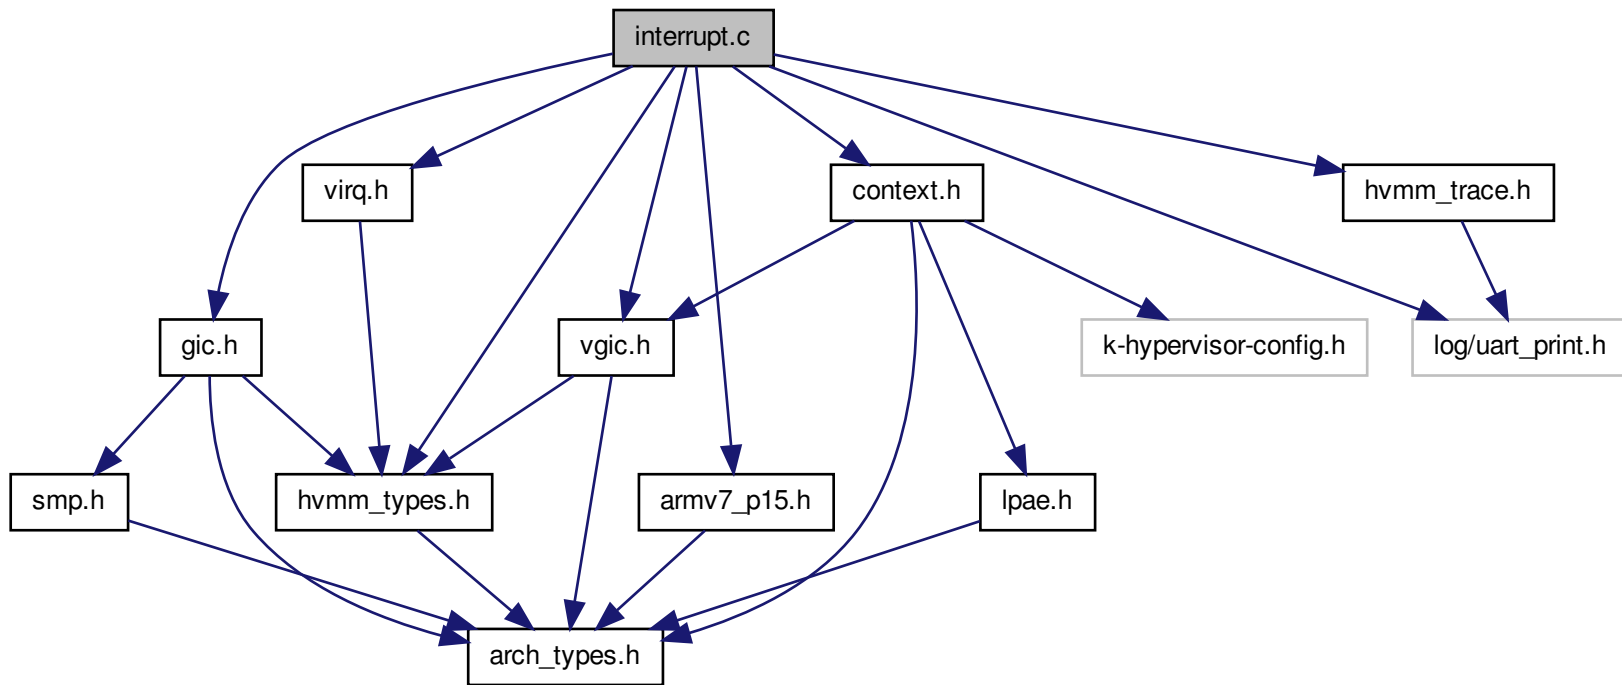 interrupt.c
virq.h
context.h
hvmm_trace.h
gic.h
vgic.h
k-hypervisor-config.h
log/uart_print.h
smp.h
hvmm_types.h
armv7_p15.h
lpae.h
arch_types.h